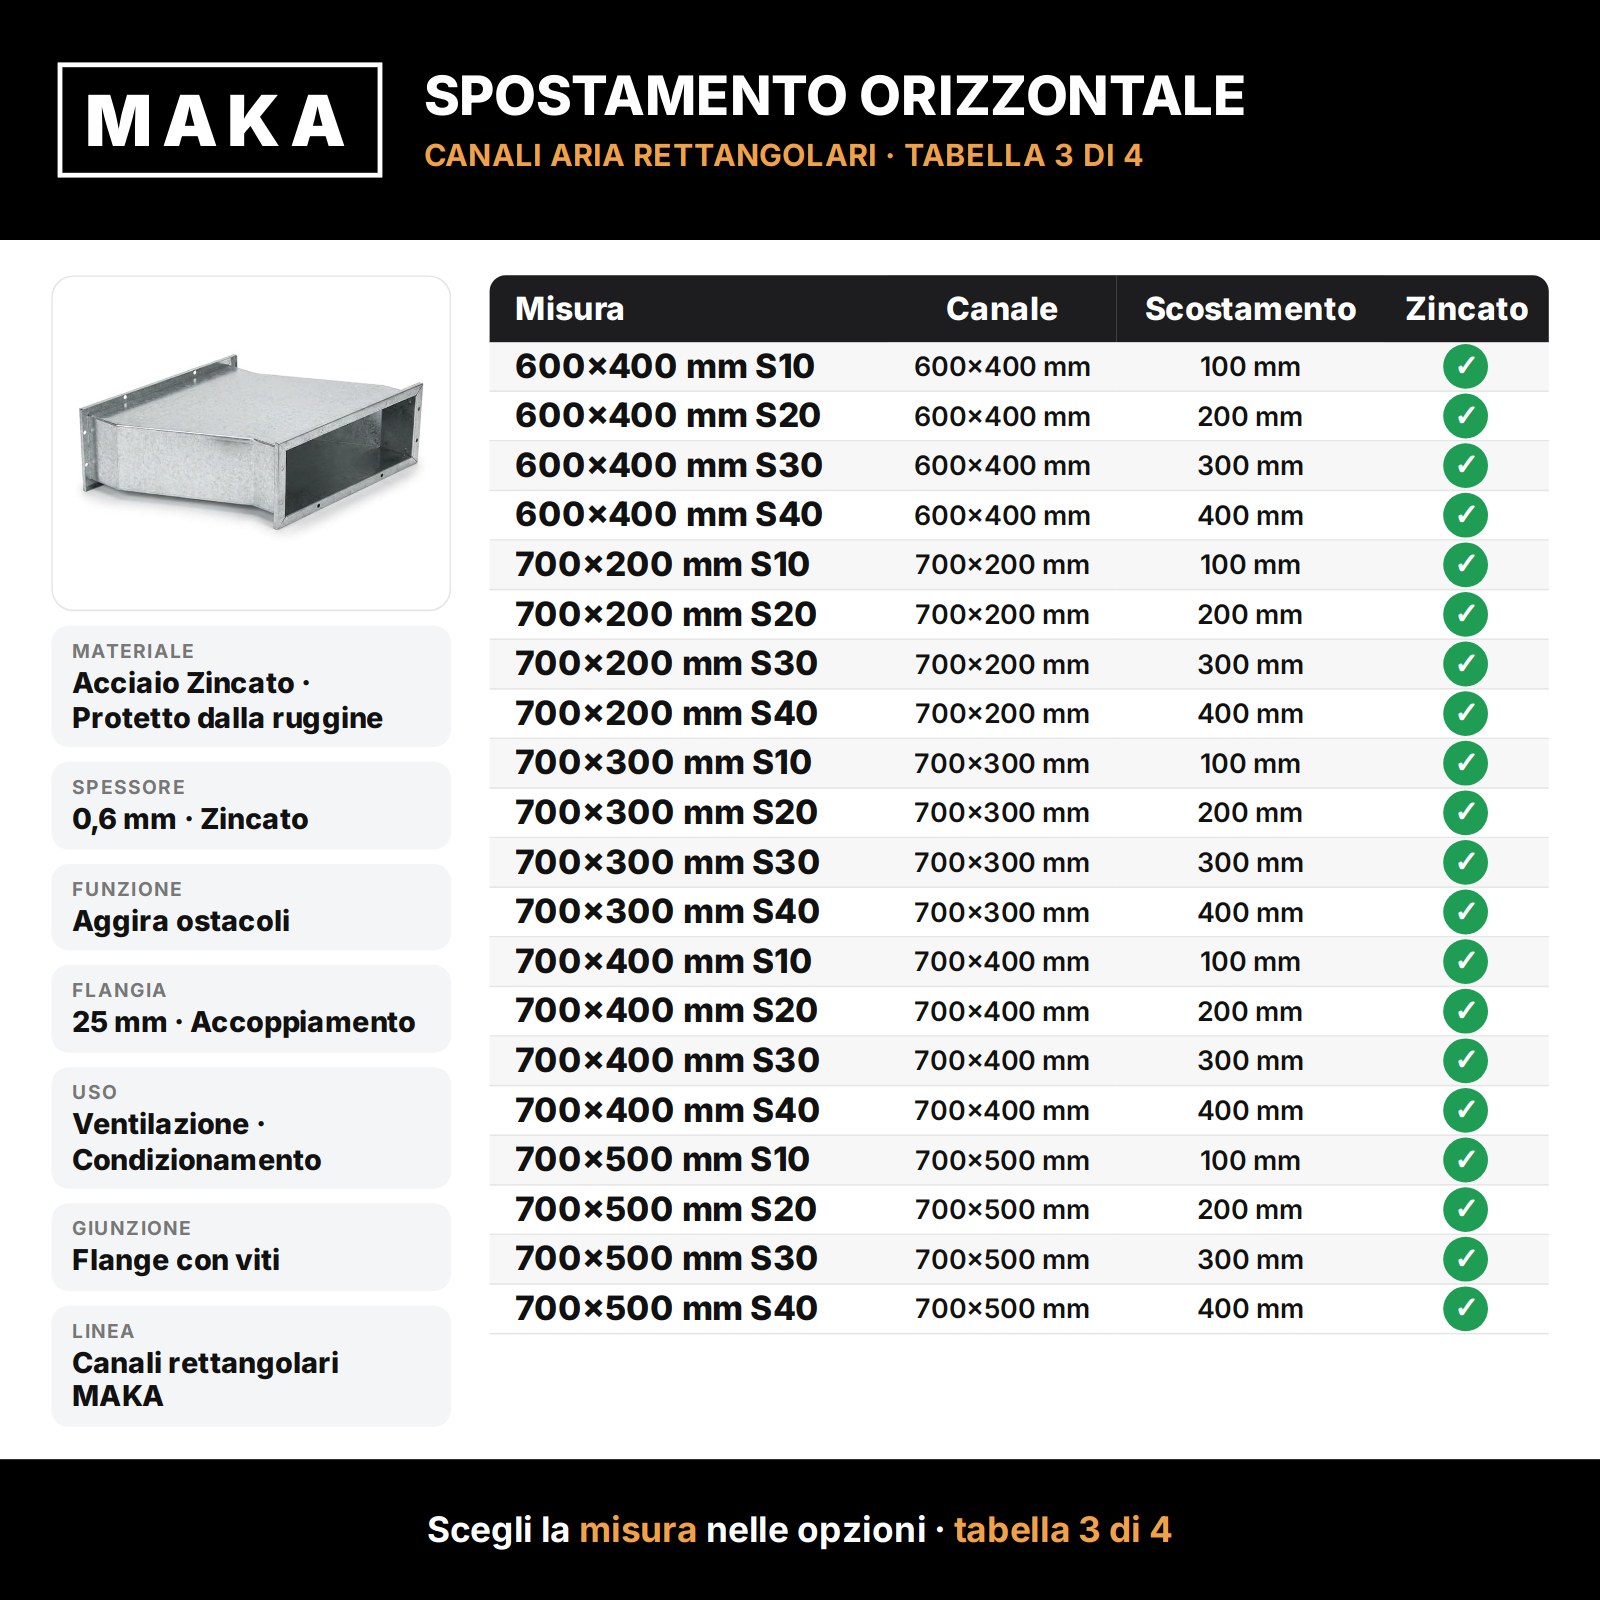 MAKA
SPOSTAMENTO ORIZZONTALE
CANALI ARIA RETTANGOLARI · TABELLA 3 DI 4
MATERIALE
Acciaio Zincato ·
Protetto dalla ruggine
SPESSORE
0,6 mm · Zincato
FUNZIONE
Aggira ostacoli
FLANGIA
25 mm · Accoppiamento
USO
Ventilazione ·
Condizionamento
GIUNZIONE
Flange con viti
LINEA
Canali rettangolari
MAKA
Misura Canale Scostamento Zincato
600×400 mm S10 600×400 mm 100 mm ✓
600×400 mm S20 600×400 mm 200 mm ✓
600×400 mm S30 600×400 mm 300 mm ✓
600×400 mm S40 600×400 mm 400 mm ✓
700×200 mm S10 700×200 mm 100 mm ✓
700×200 mm S20 700×200 mm 200 mm ✓
700×200 mm S30 700×200 mm 300 mm ✓
700×200 mm S40 700×200 mm 400 mm ✓
700×300 mm S10 700×300 mm 100 mm ✓
700×300 mm S20 700×300 mm 200 mm ✓
700×300 mm S30 700×300 mm 300 mm ✓
700×300 mm S40 700×300 mm 400 mm ✓
700×400 mm S10 700×400 mm 100 mm ✓
700×400 mm S20 700×400 mm 200 mm ✓
700×400 mm S30 700×400 mm 300 mm ✓
700×400 mm S40 700×400 mm 400 mm ✓
700×500 mm S10 700×500 mm 100 mm ✓
700×500 mm S20 700×500 mm 200 mm ✓
700×500 mm S30 700×500 mm 300 mm ✓
700×500 mm S40 700×500 mm 400 mm ✓
Scegli la misura nelle opzioni · tabella 3 di 4